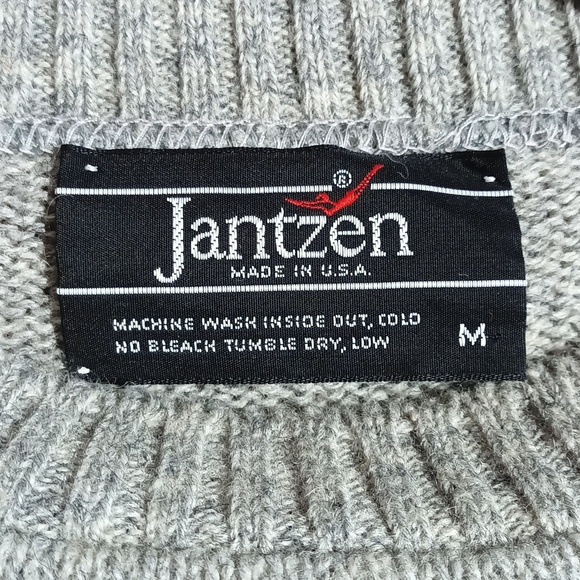 ®
Jantzen
MADE IN U.S.A.
MACHINE WASH INSIDE OUT, COLD
NO BLEACH TUMBLE DRY, LOW
M